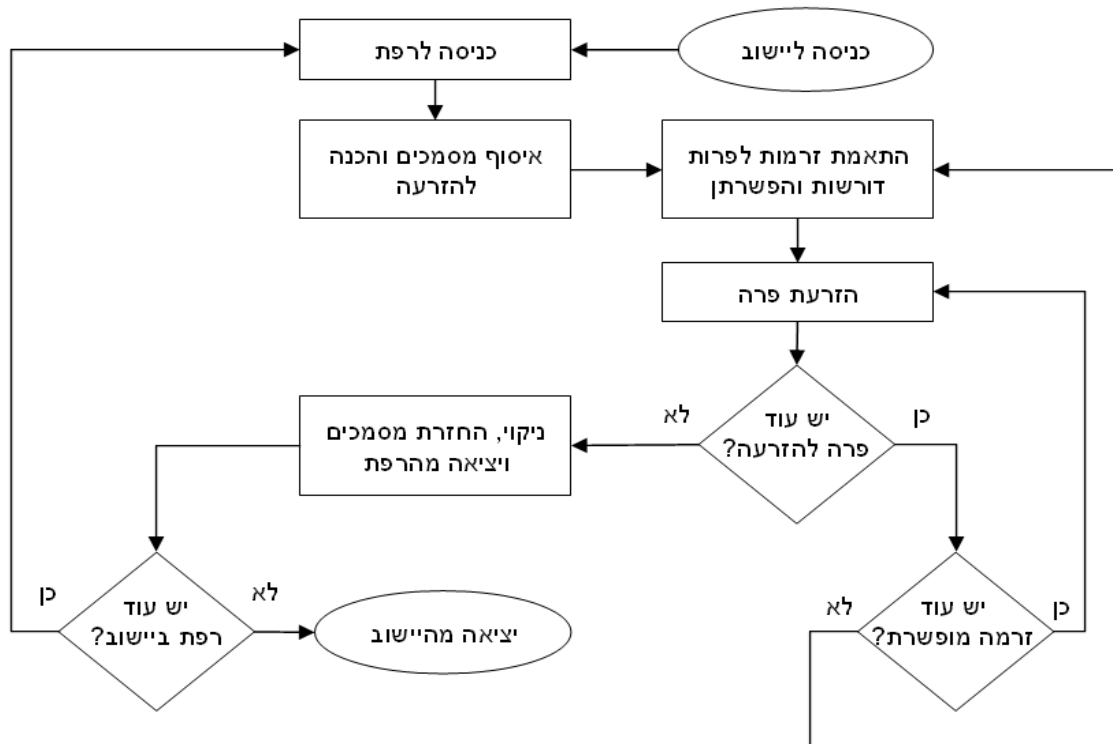 כניסה ליישוב
כניסה לרפת
איסוף מסמכים והכנה
להזרעה
התאמת זרמות לפרות
דורשות והפשרתן
הזרעת פרה
יש עוד
פרה להזרעה?
כן
לא
ניקוי, החזרת מסמכים
ויציאה מהרפת
יש עוד
זרמה מופשרת?
כן
לא
יש עוד
רפת ביישוב?
כן
לא
יציאה מהיישוב